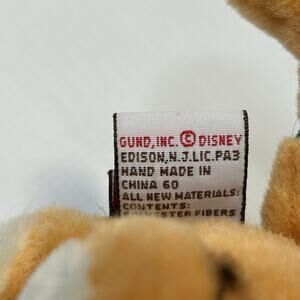 GUND, INC. © DISNEY
EDISON, N.J. LIC. PA3
HAND MADE IN
CHINA 60
ALL NEW MATERIALS:
CONTENTS:
POLYESTER FIBERS